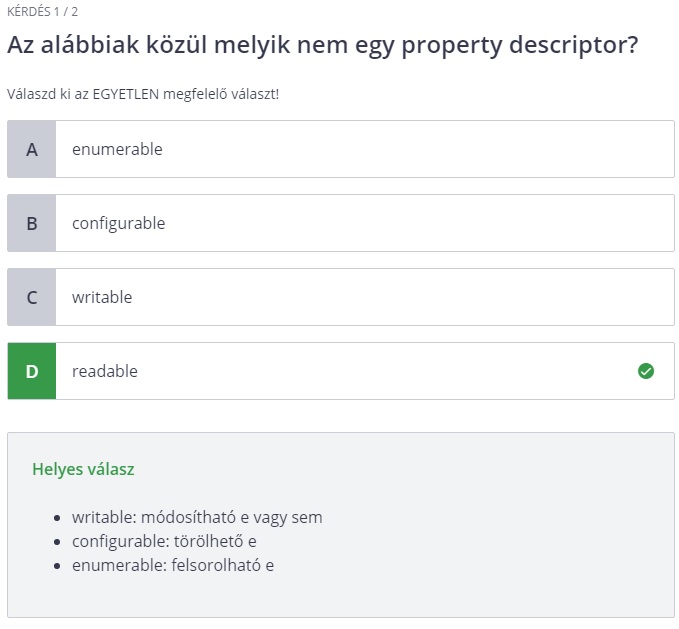 KÉRDÉS 1 / 2
Az alábbiak közül melyik nem egy property descriptor?
Válaszd ki az EGYETLEN megfelelő választ!
A enumerable
B configurable
C writable
D readable
Helyes válasz
• writable: módosítható e vagy sem
• configurable: törölhető e
• enumerable: felsorolható e